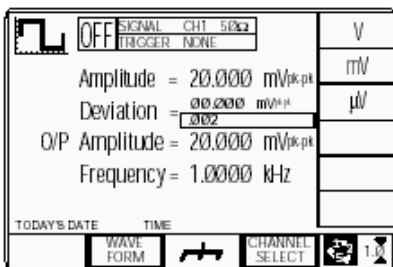 OFF SIGNAL CH1 50Ω V
TRIGGER NONE
mV
Amplitude = 20.000 mVpk-pk
µV
Deviation = 00.000 mVpk-pk
.002
O/P Amplitude = 20.000 mVpk-pk
Frequency = 1.0000 kHz
TODAY'S DATE TIME
WAVE FORM CHANNEL SELECT 1.0